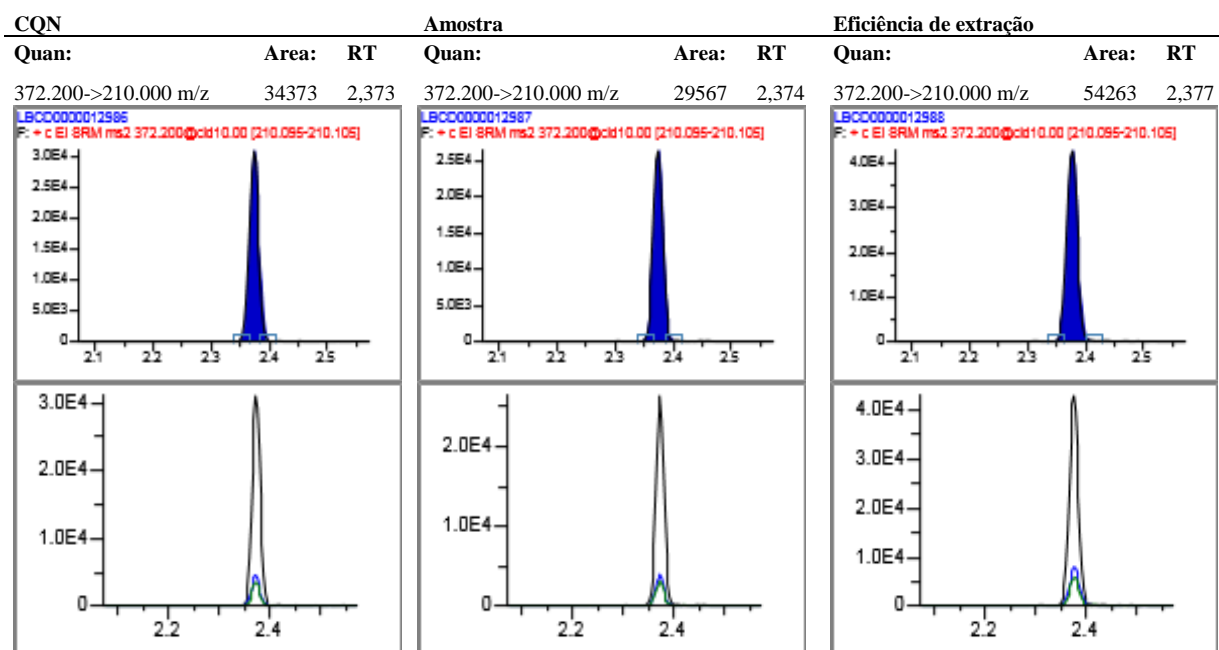 CQN Amostra Eficiência de extração
Quan: Area: RT Quan: Area: RT Quan: Area: RT
372.200->210.000 m/z 34373 2,373 372.200->210.000 m/z 29567 2,374 372.200->210.000 m/z 54263 2,377
LBCD0000012986
F: + c EI SRM ms2 372.200@cid10.00 [210.095-210.105]
3.0E4
2.5E4
2.0E4
1.5E4
1.0E4
5.0E3
0
2.1 2.2 2.3 2.4 2.5
LBCD0000012987
F: + c EI SRM ms2 372.200@cid10.00 [210.095-210.105]
2.5E4
2.0E4
1.5E4
1.0E4
5.0E3
0
2.1 2.2 2.3 2.4 2.5
LBCD0000012988
F: + c EI SRM ms2 372.200@cid10.00 [210.095-210.105]
4.0E4
3.0E4
2.0E4
1.0E4
0
2.1 2.2 2.3 2.4 2.5
3.0E4
2.0E4
1.0E4
0
2.2 2.4
2.0E4
1.0E4
0
2.2 2.4
4.0E4
3.0E4
2.0E4
1.0E4
0
2.2 2.4